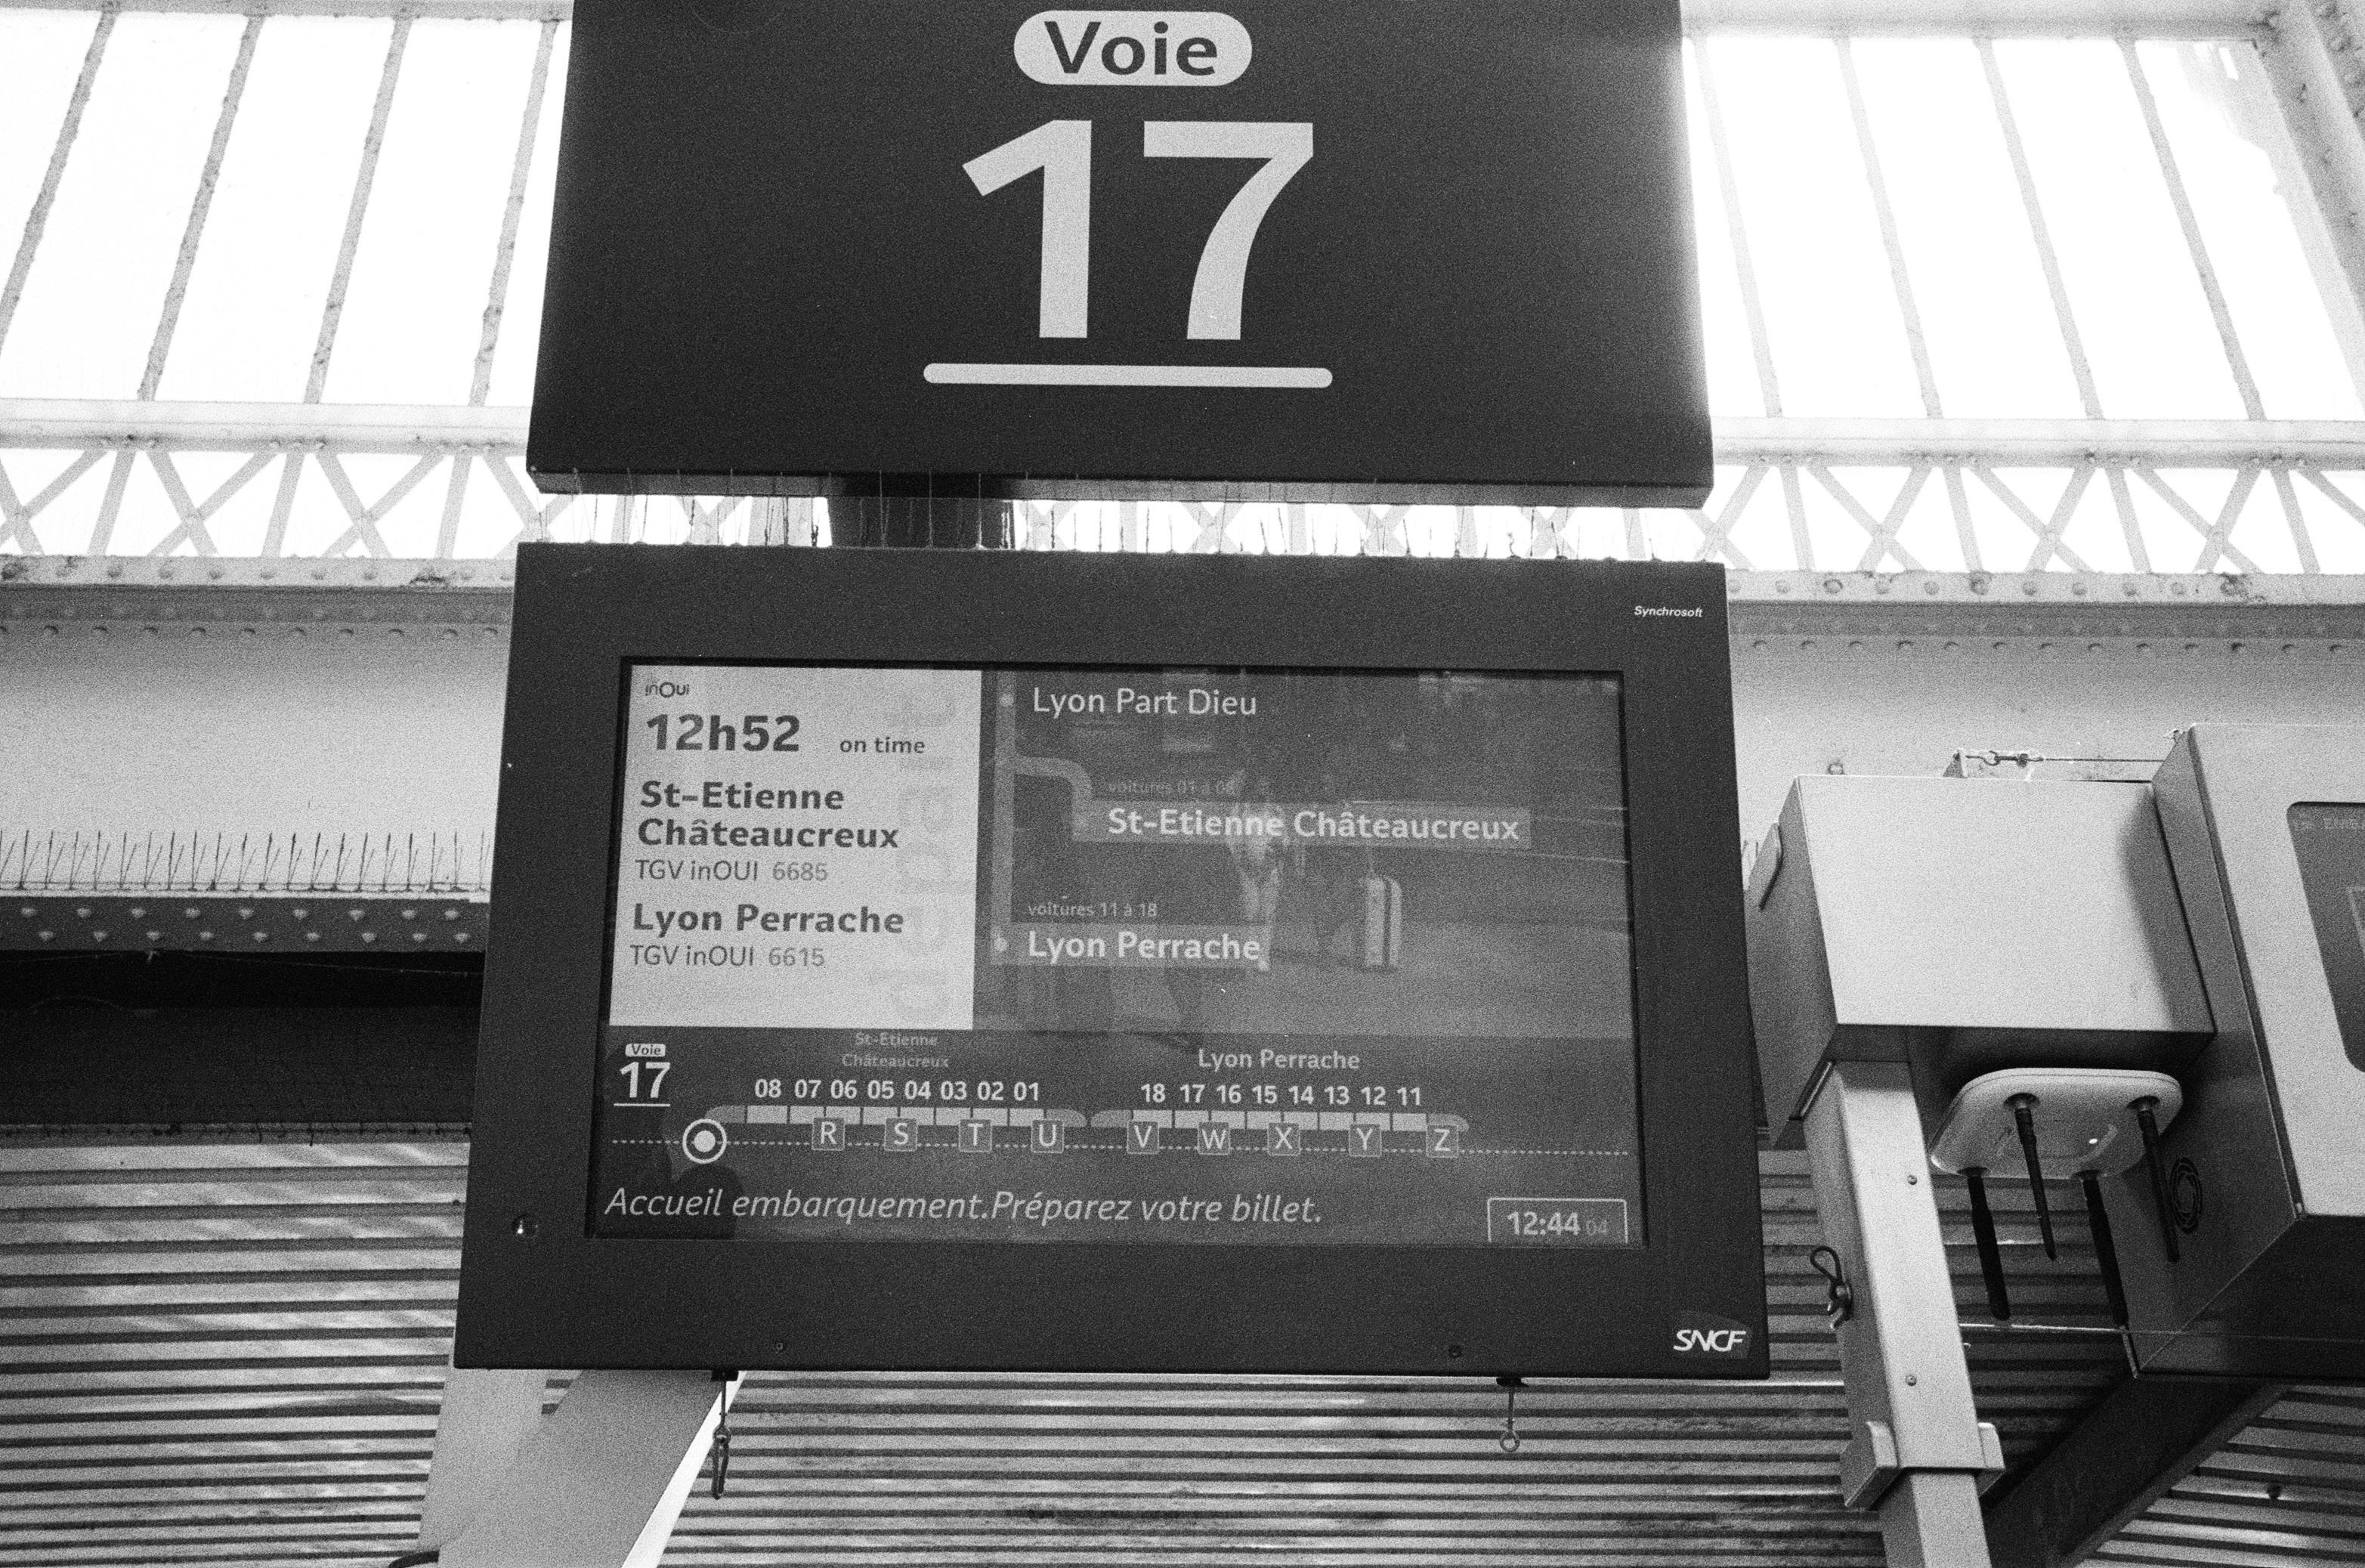 Voie
17
Synchrosoft
inOui
12h52 on time
St-Etienne
Châteaucreux
TGV inOUI 6685
Lyon Perrache
TGV inOUI 6615
Lyon Part Dieu
voitures 01 à 08
St-Etienne Châteaucreux
voitures 11 à 18
Lyon Perrache
Voie
17
St-Etienne
Châteaucreux
Lyon Perrache
08 07 06 05 04 03 02 01
18 17 16 15 14 13 12 11
R S T U V W X Y Z
Accueil embarquement.Préparez votre billet.
12:44 04
SNCF